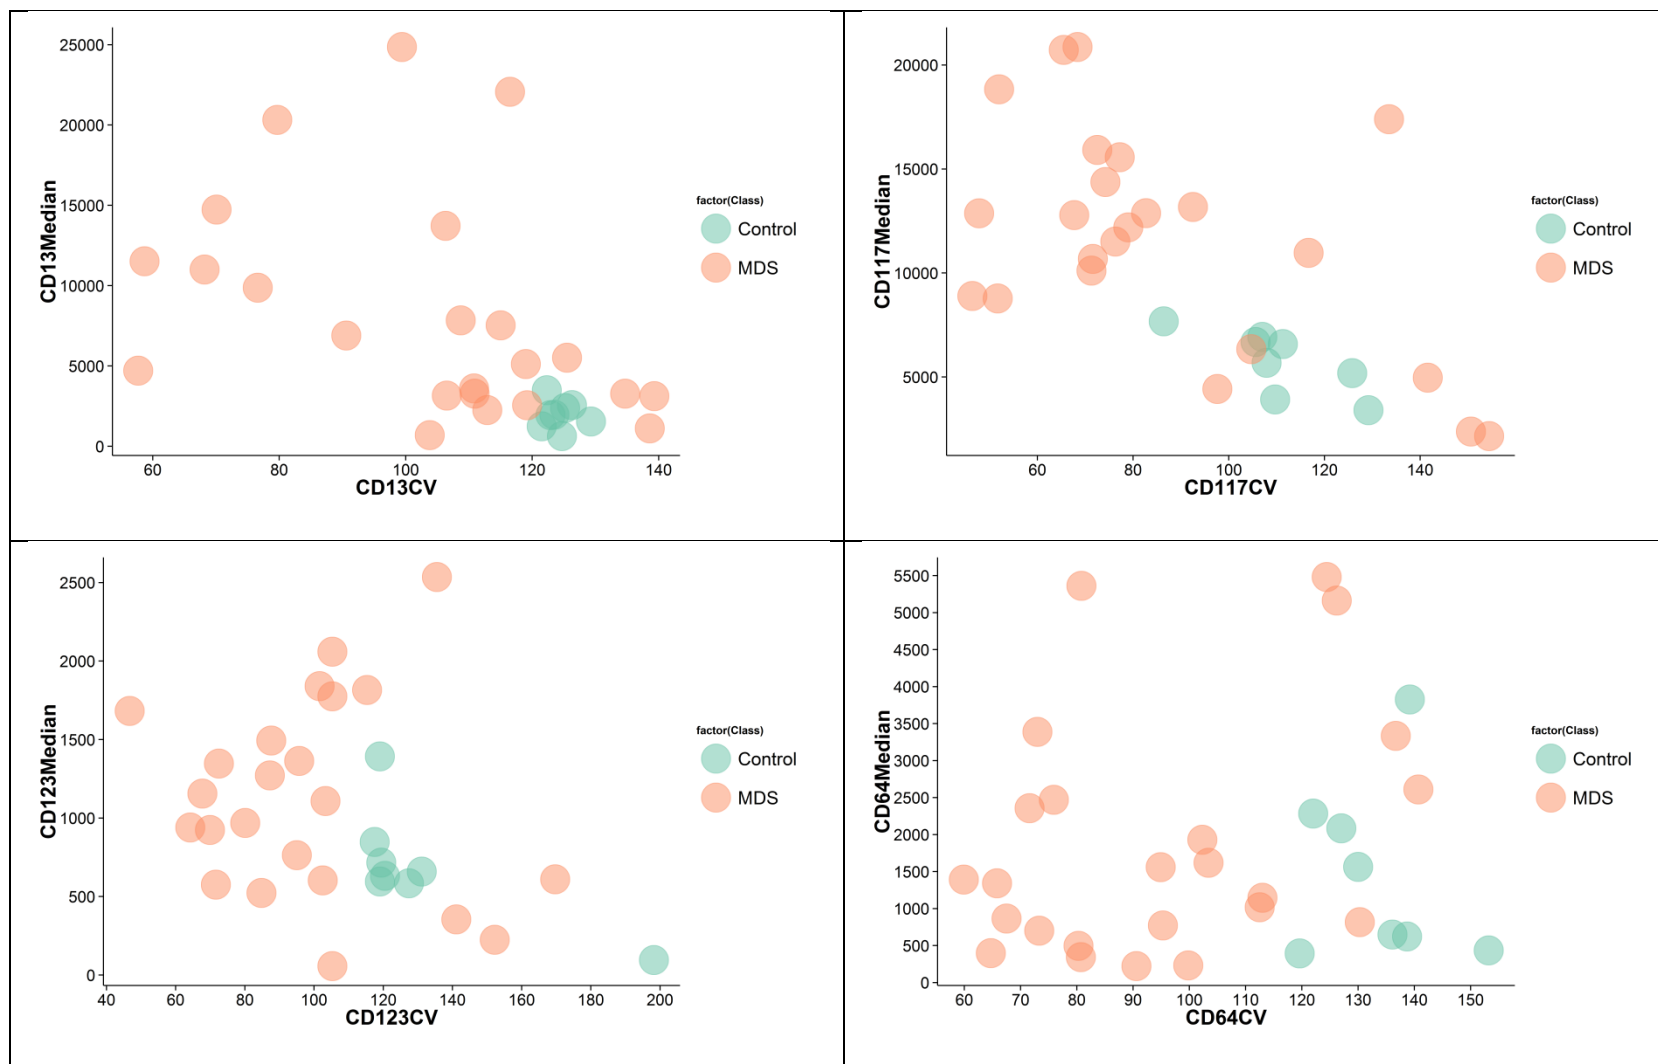 25000
20000
15000
10000
5000
0
CD13Median
60 80 100 120 140
CD13CV
factor(Class)
Control
MDS
20000
15000
10000
5000
CD117Median
60 80 100 120 140
CD117CV
factor(Class)
Control
MDS
2500
2000
1500
1000
500
0
CD123Median
40 60 80 100 120 140 160 180 200
CD123CV
factor(Class)
Control
MDS
5500
5000
4500
4000
3500
3000
2500
2000
1500
1000
500
0
CD64Median
60 70 80 90 100 110 120 130 140 150
CD64CV
factor(Class)
Control
MDS